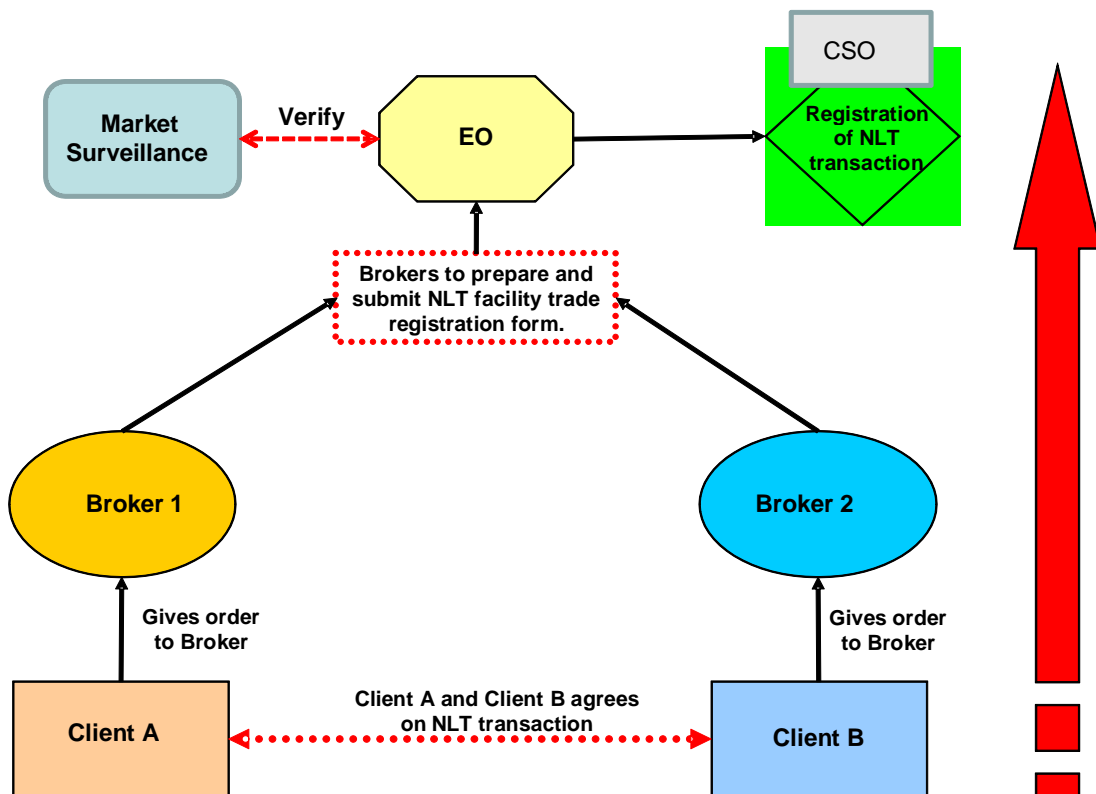 CSO
Market
Surveillance
Verify
EO
Registration
of NLT
transaction
Brokers to prepare and
submit NLT facility trade
registration form.
Broker 1
Broker 2
Gives order
to Broker
Gives order
to Broker
Client A and Client B agrees
on NLT transaction
Client A
Client B